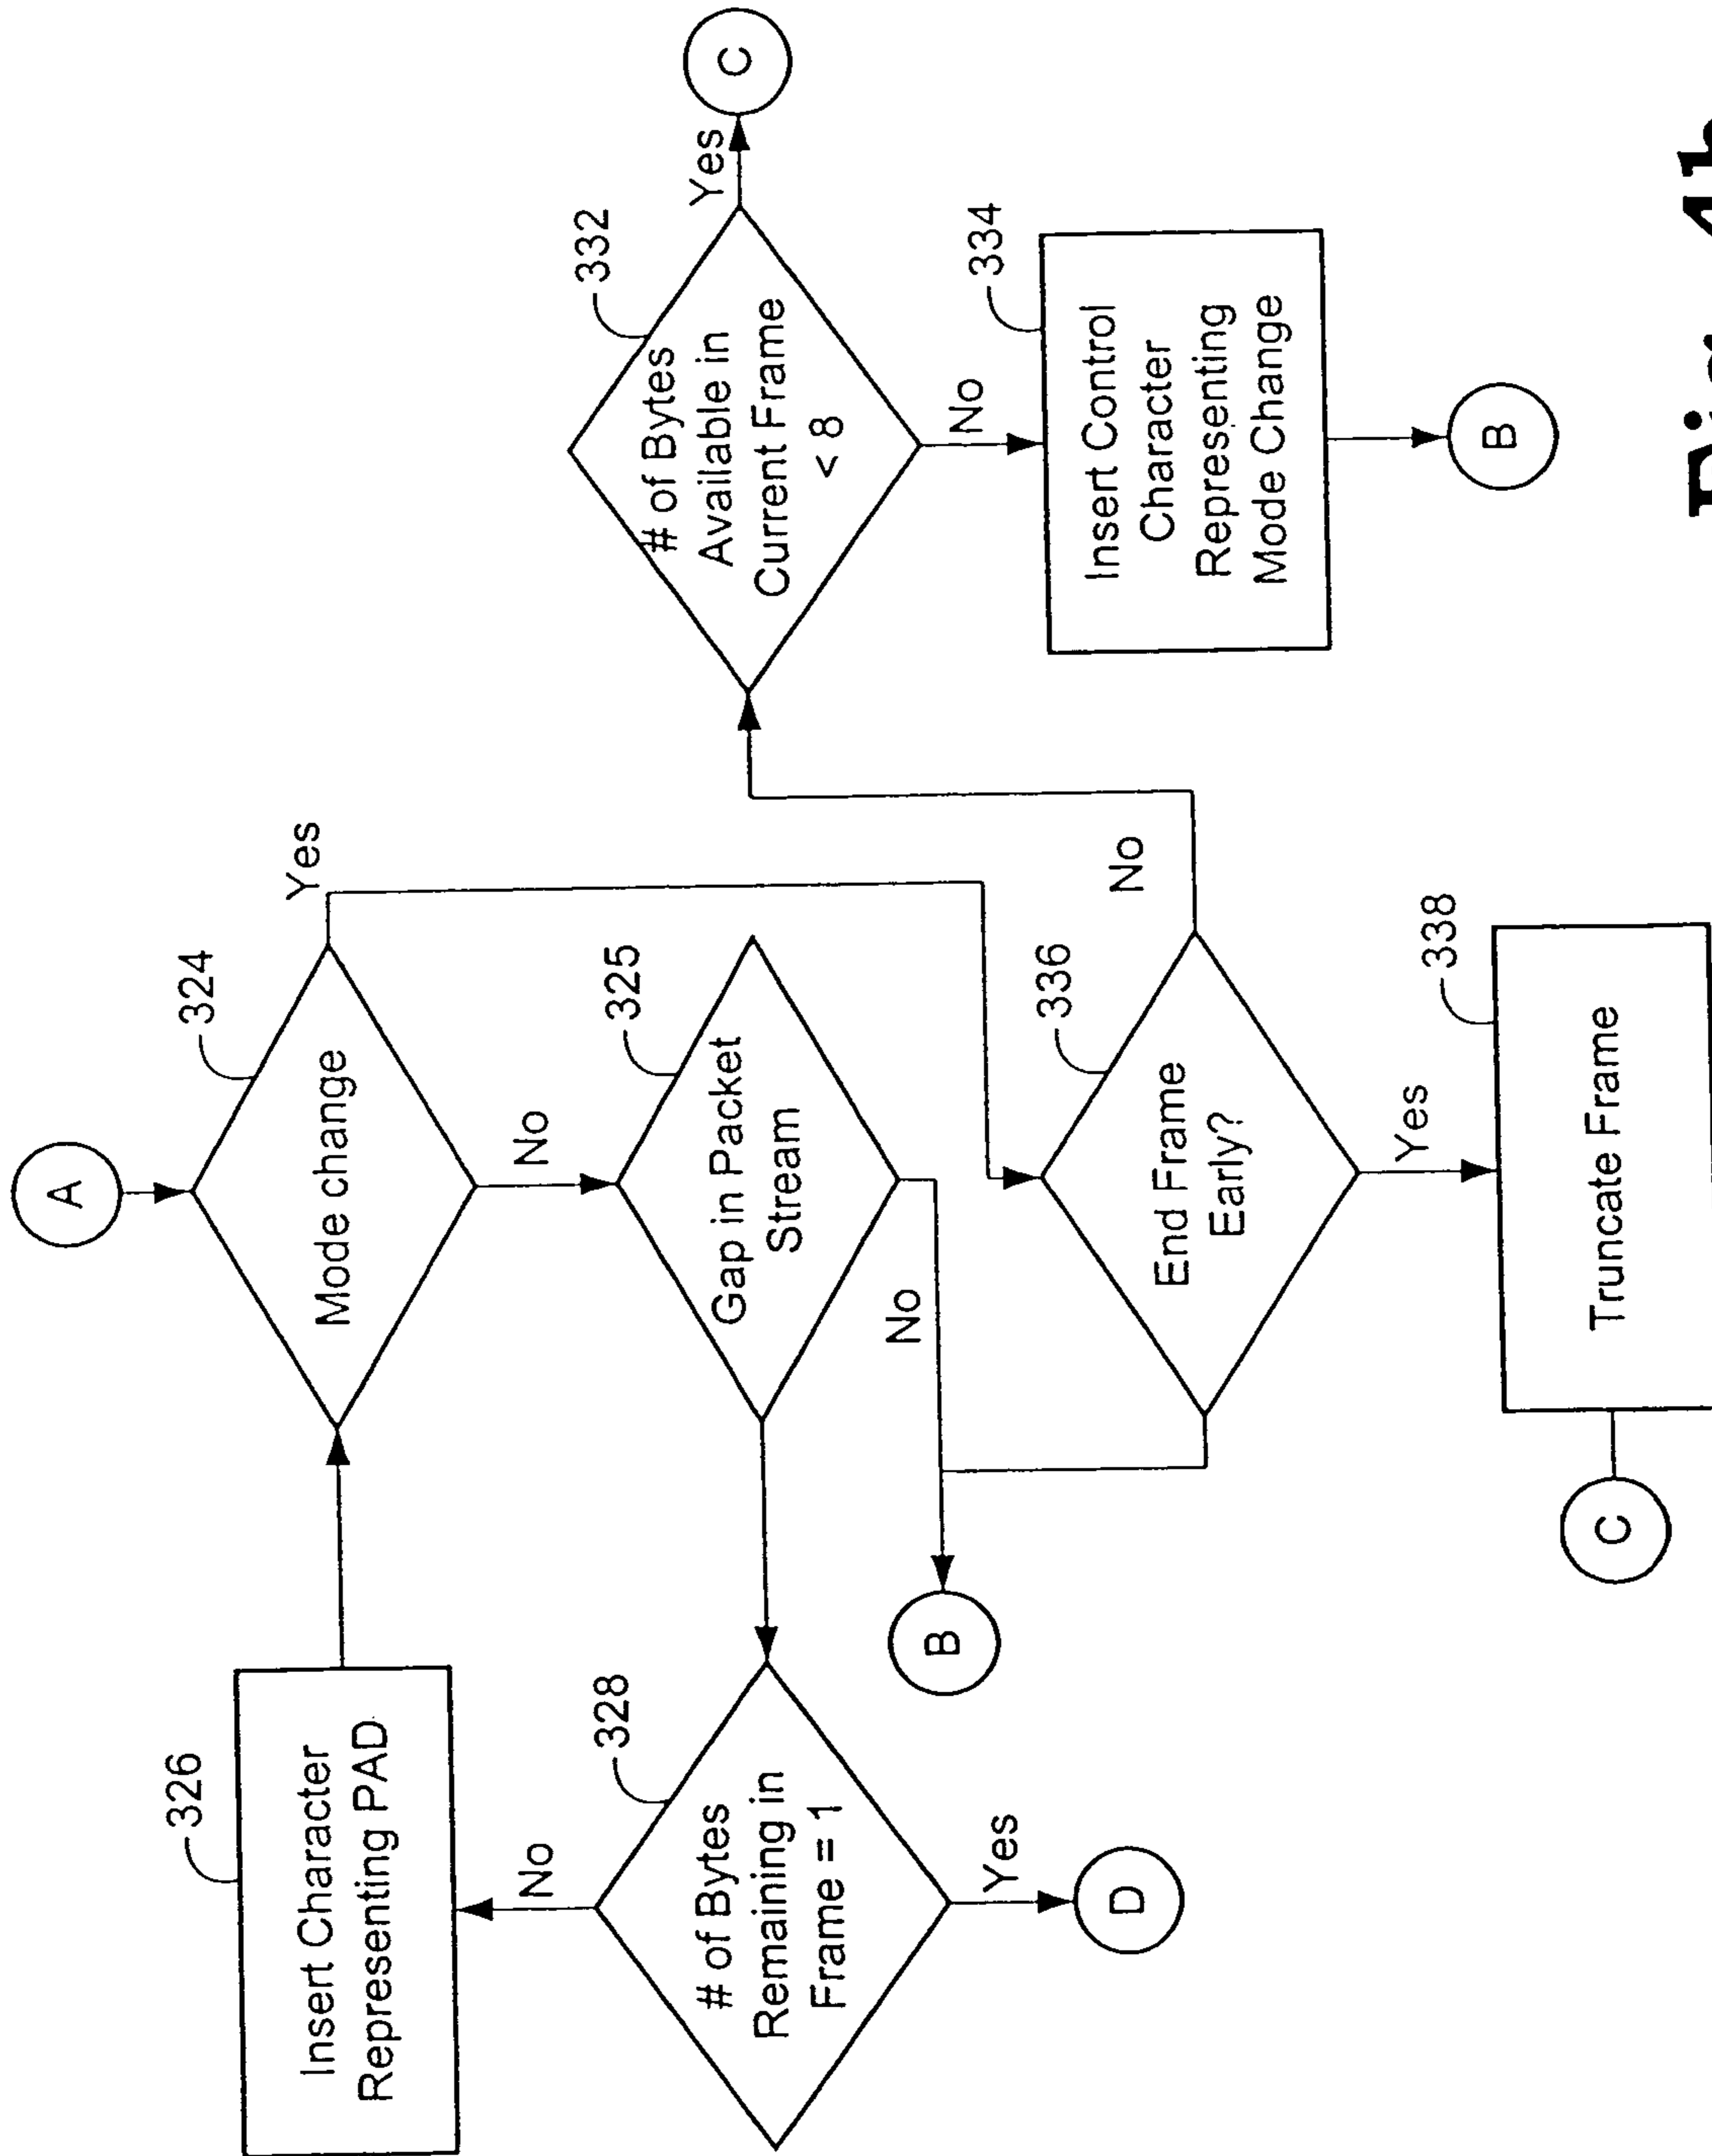 A
324
Mode change
Yes
No
325
Gap in Packet
Stream
No
326
Insert Character
Representing PAD
No
328
# of Bytes
Remaining in
Frame = 1
Yes
D
B
336
End Frame
Early?
No
Yes
338
Truncate Frame
C
332
# of Bytes
Available in
Current Frame
< 8
Yes
C
No
334
Insert Control
Character
Representing
Mode Change
B